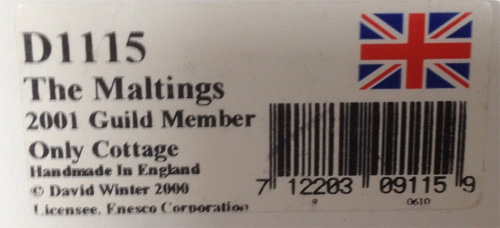 D1115
The Maltings
2001 Guild Member
Only Cottage
Handmade In England
© David Winter 2000
Licensee. Enesco Corporation
7 12203 09115 9
8 0610